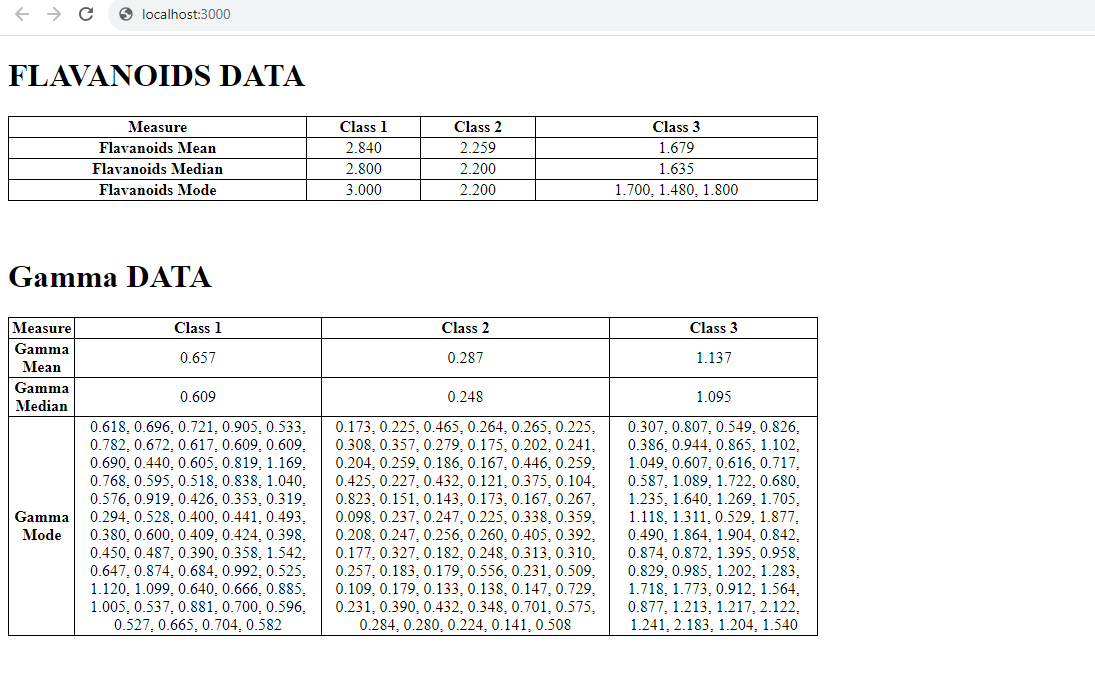 localhost:3000
FLAVANOIDS DATA
Measure Class 1 Class 2 Class 3
Flavanoids Mean 2.840 2.259 1.679
Flavanoids Median 2.800 2.200 1.635
Flavanoids Mode 3.000 2.200 1.700, 1.480, 1.800
Gamma DATA
Measure Class 1 Class 2 Class 3
Gamma
Mean 0.657 0.287 1.137
Gamma
Median 0.609 0.248 1.095
Gamma
Mode
0.618, 0.696, 0.721, 0.905, 0.533,
0.782, 0.672, 0.617, 0.609, 0.609,
0.690, 0.440, 0.605, 0.819, 1.169,
0.768, 0.595, 0.518, 0.838, 1.040,
0.576, 0.919, 0.426, 0.353, 0.319,
0.294, 0.528, 0.400, 0.441, 0.493,
0.380, 0.600, 0.409, 0.424, 0.398,
0.450, 0.487, 0.390, 0.358, 1.542,
0.647, 0.874, 0.684, 0.992, 0.525,
1.120, 1.099, 0.640, 0.666, 0.885,
1.005, 0.537, 0.881, 0.700, 0.596,
0.527, 0.665, 0.704, 0.582
0.173, 0.225, 0.465, 0.264, 0.265, 0.225,
0.308, 0.357, 0.279, 0.175, 0.202, 0.241,
0.204, 0.259, 0.186, 0.167, 0.446, 0.259,
0.425, 0.227, 0.432, 0.121, 0.375, 0.104,
0.823, 0.151, 0.143, 0.173, 0.167, 0.267,
0.098, 0.237, 0.247, 0.225, 0.338, 0.359,
0.208, 0.247, 0.256, 0.260, 0.405, 0.392,
0.177, 0.327, 0.182, 0.248, 0.313, 0.310,
0.257, 0.183, 0.179, 0.556, 0.231, 0.509,
0.109, 0.179, 0.133, 0.138, 0.147, 0.729,
0.231, 0.390, 0.432, 0.348, 0.701, 0.575,
0.284, 0.280, 0.224, 0.141, 0.508
0.307, 0.807, 0.549, 0.826,
0.386, 0.944, 0.865, 1.102,
1.049, 0.607, 0.616, 0.717,
0.587, 1.089, 1.722, 0.680,
1.235, 1.640, 1.269, 1.705,
1.118, 1.311, 0.529, 1.877,
0.490, 1.864, 1.904, 0.842,
0.874, 0.872, 1.395, 0.958,
0.829, 0.985, 1.202, 1.283,
1.718, 1.773, 0.912, 1.564,
0.877, 1.213, 1.217, 2.122,
1.241, 2.183, 1.204, 1.540